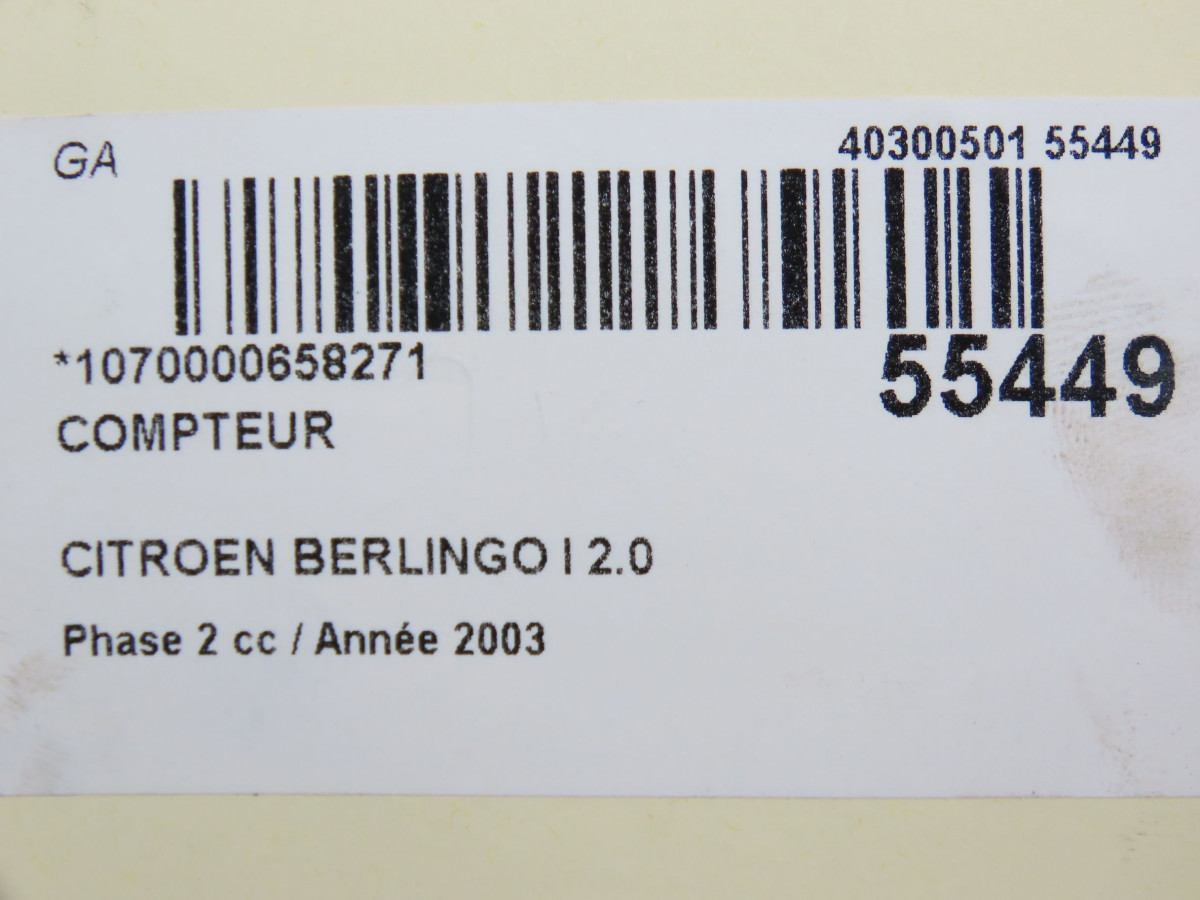 GA
40300501 55449
*1070000658271
55449
COMPTEUR
CITROEN BERLINGO I 2.0
Phase 2 cc / Année 2003